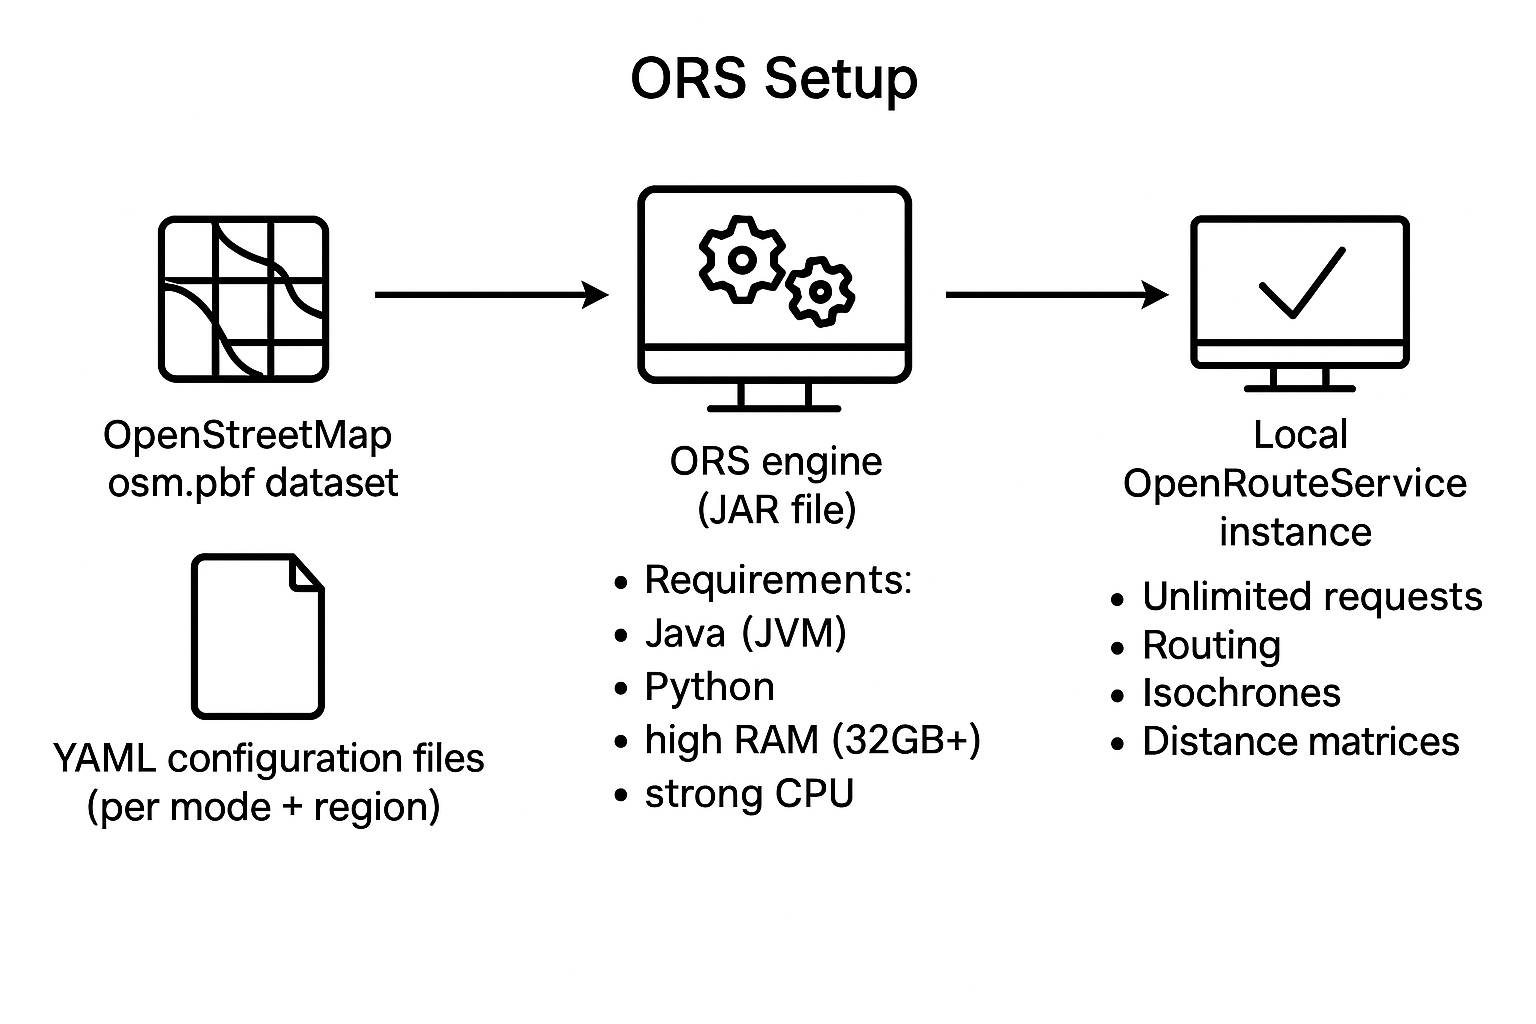 ORS Setup
OpenStreetMap
osm.pbf dataset
YAML configuration files
(per mode + region)
ORS engine
(JAR file)
• Requirements:
• Java (JVM)
• Python
• high RAM (32GB+)
• strong CPU
Local
OpenRouteService
instance
• Unlimited requests
• Routing
• Isochrones
• Distance matrices